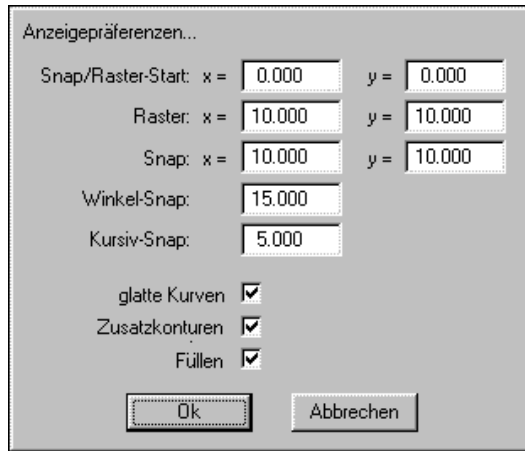 Anzeigepräferenzen...
Snap/Raster-Start: x = 0.000 y = 0.000
Raster: x = 10.000 y = 10.000
Snap: x = 10.000 y = 10.000
Winkel-Snap: 15.000
Kursiv-Snap: 5.000
glatte Kurven
Zusatzkonturen
Füllen
Ok Abbrechen